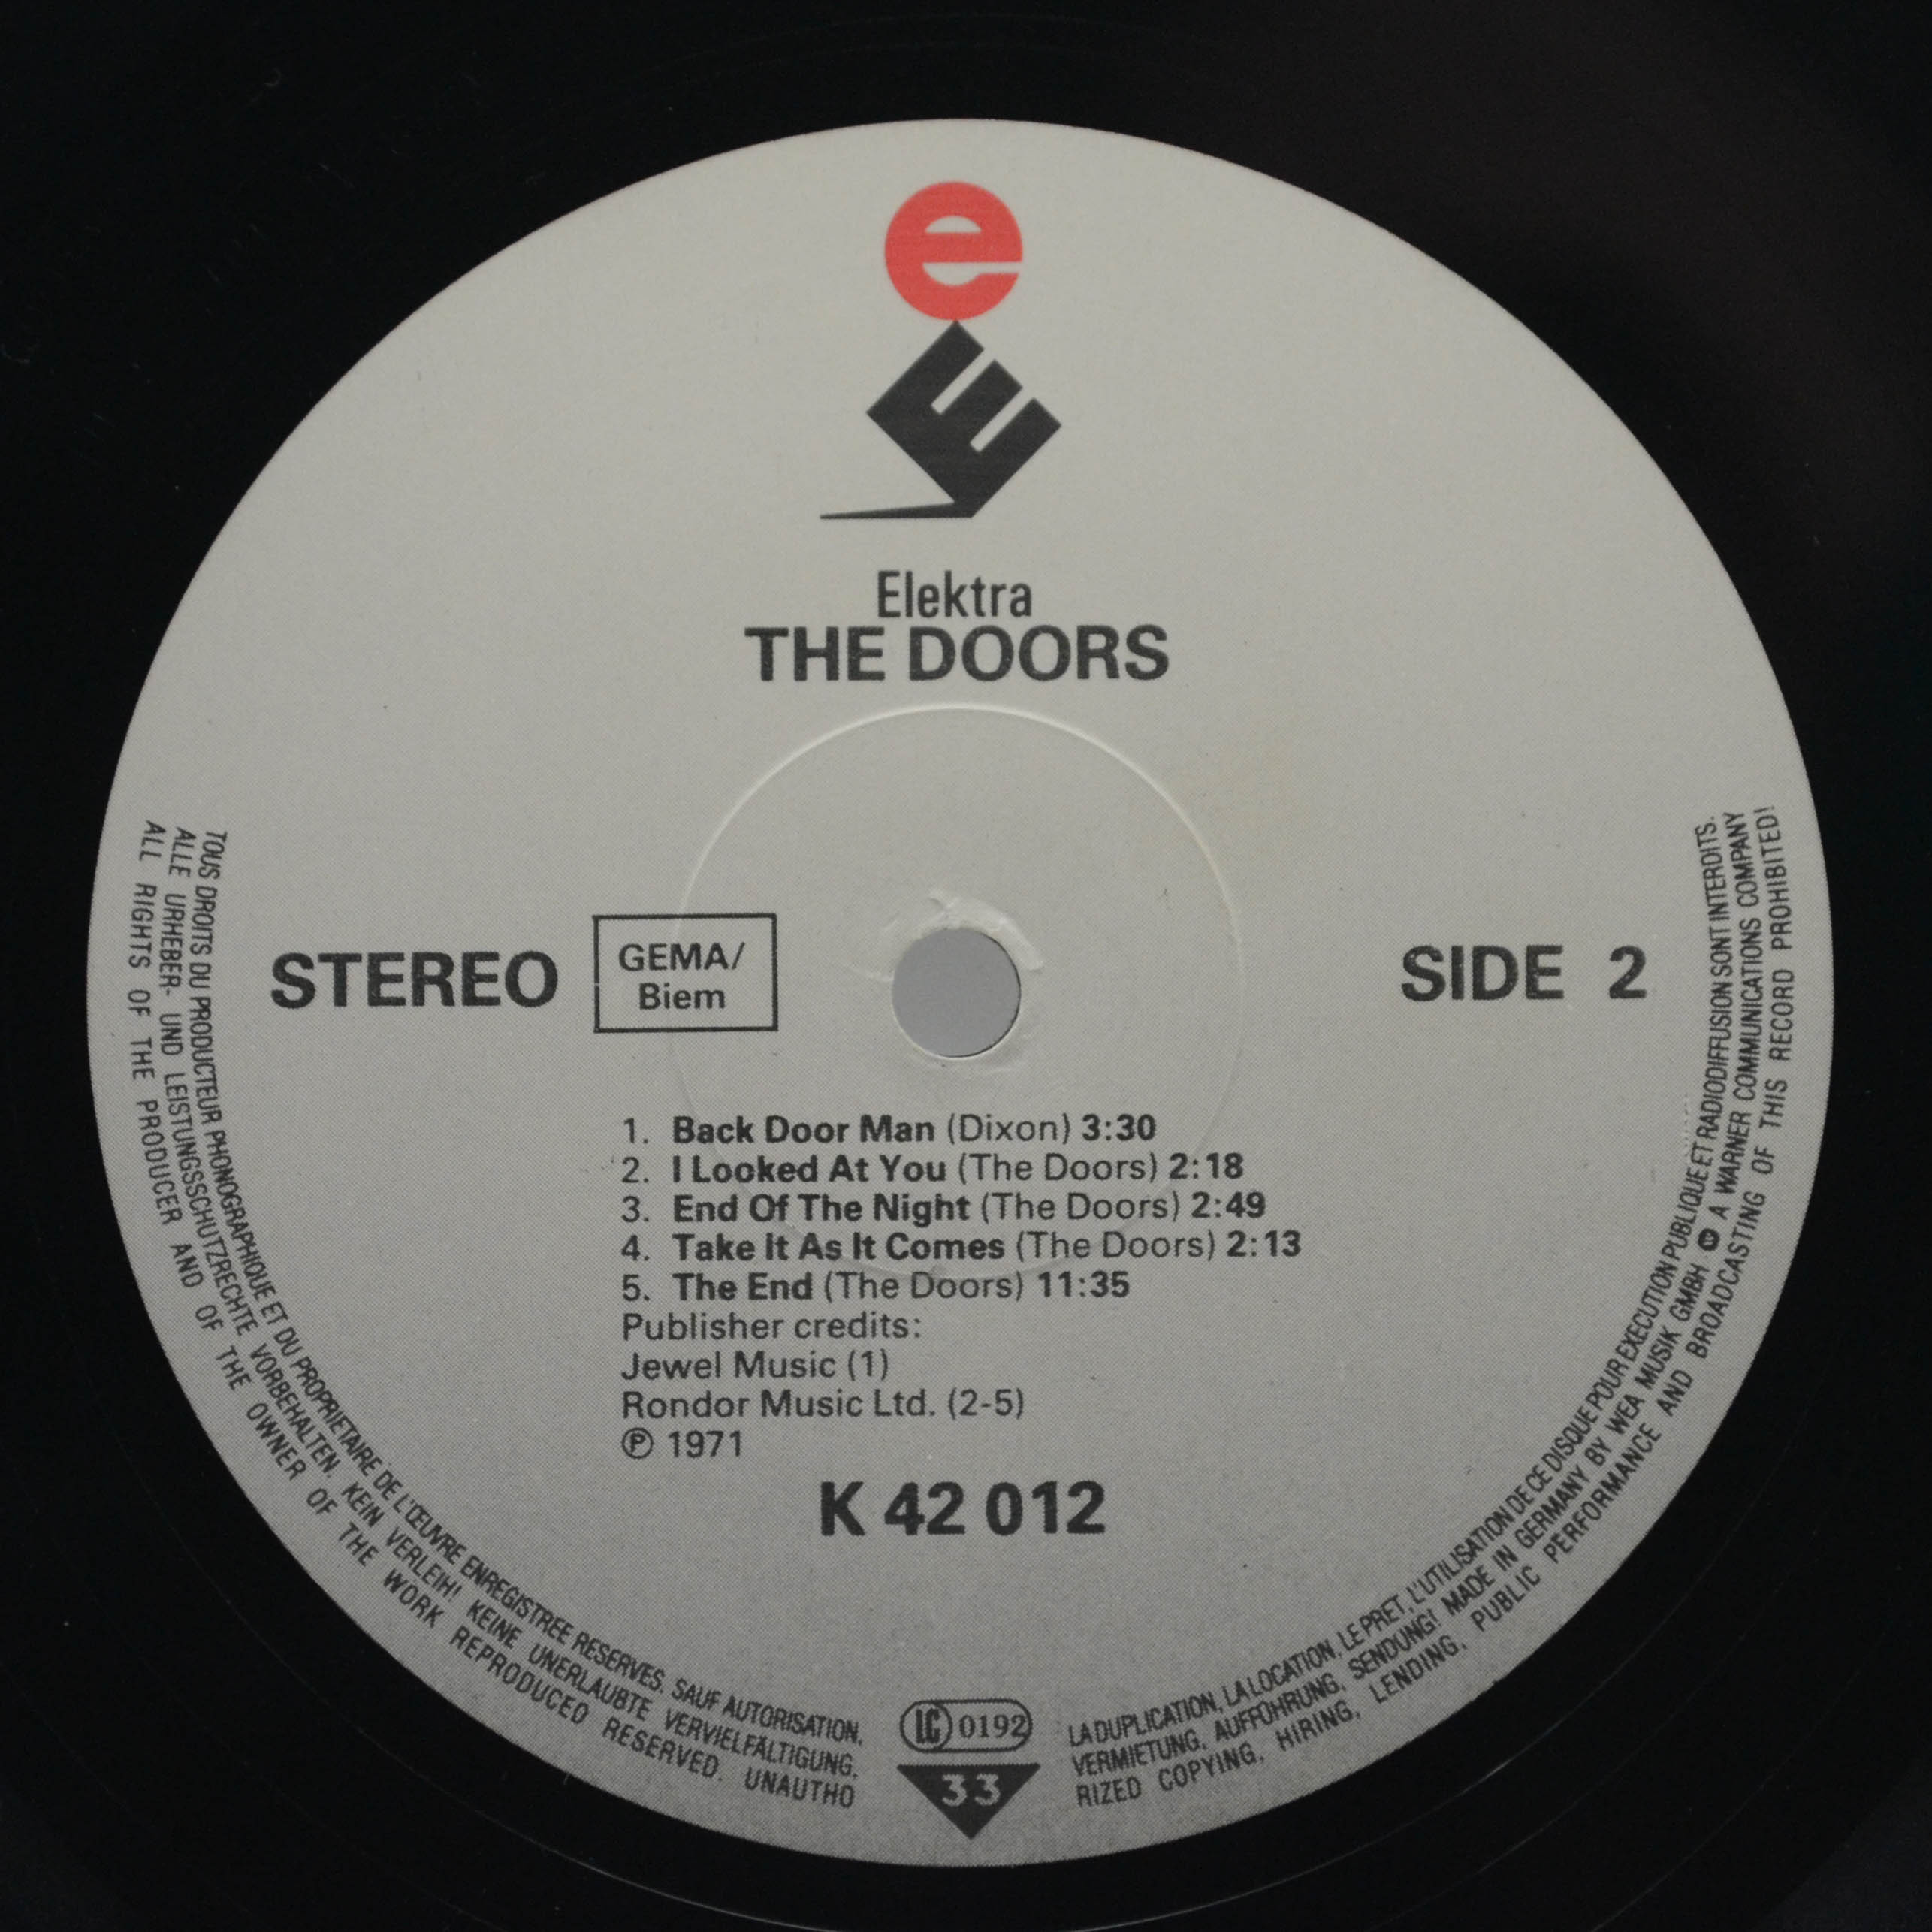 e
E
Elektra
THE DOORS
STEREO
GEMA/
Biem
SIDE 2
1. Back Door Man (Dixon) 3:30
2. I Looked At You (The Doors) 2:18
3. End Of The Night (The Doors) 2:49
4. Take It As It Comes (The Doors) 2:13
5. The End (The Doors) 11:35
Publisher credits:
Jewel Music (1)
Rondor Music Ltd. (2-5)
Ⓟ 1971
K 42 012
LC 0192
33
TOUS DROITS DU PRODUCTEUR PHONOGRAPHIQUE ET DU PROPRIETAIRE DE L'ŒUVRE ENREGISTREE RESERVES. SAUF AUTORISATION, LA DUPLICATION, LA LOCATION, LE PRET, L'UTILISATION DE CE DISQUE POUR EXECUTION PUBLIQUE ET RADIODIFFUSION SONT INTERDITS.
ALLE URHEBER- UND LEISTUNGSSCHUTZRECHTE VORBEHALTEN. KEIN VERLEIH! KEINE UNERLAUBTE VERVIELFÄLTIGUNG, VERMIETUNG, AUFFÜHRUNG, SENDUNG! MADE IN GERMANY BY WEA MUSIK GMBH A WARNER COMMUNICATIONS COMPANY
ALL RIGHTS OF THE PRODUCER AND OF THE OWNER OF THE WORK REPRODUCED RESERVED. UNAUTHORIZED COPYING, HIRING, LENDING, PUBLIC PERFORMANCE AND BROADCASTING OF THIS RECORD PROHIBITED!